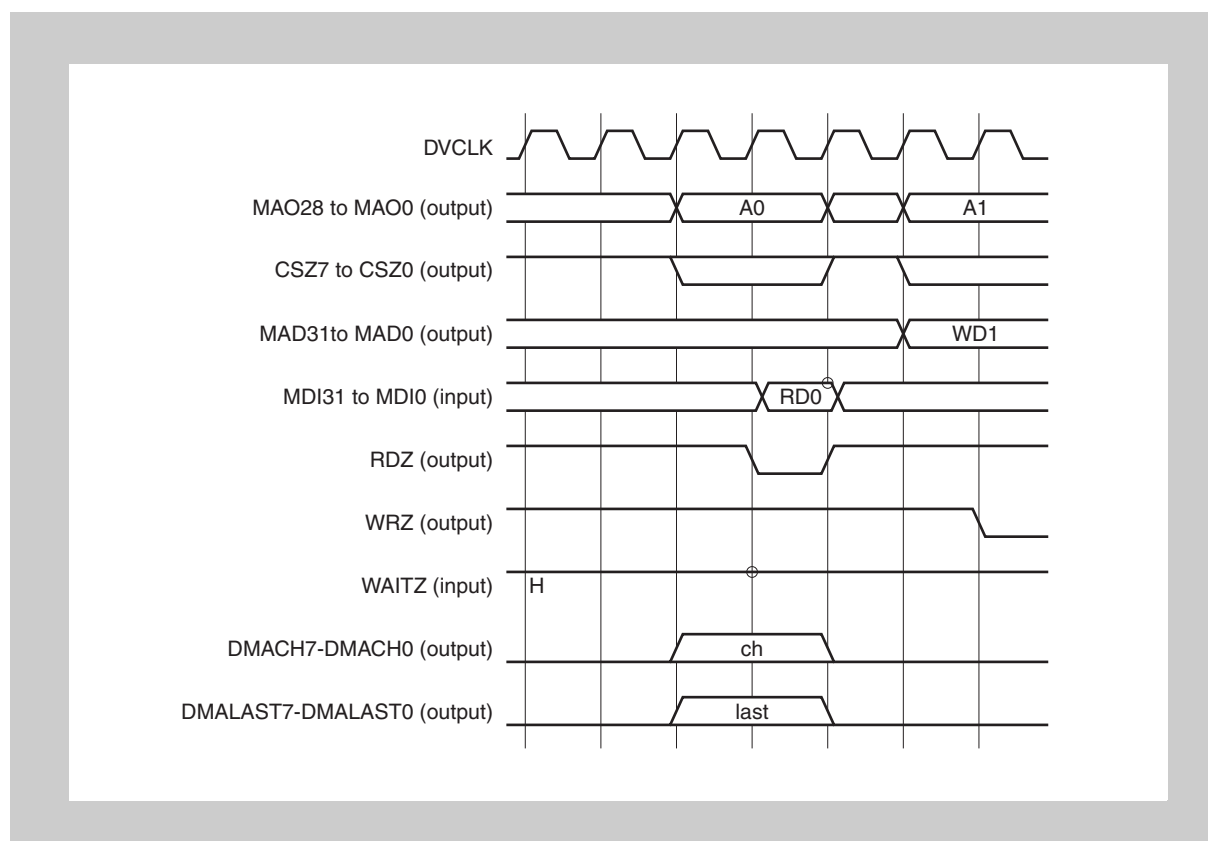 DVCLK
MAO28 to MAO0 (output)
A0
A1
CSZ7 to CSZ0 (output)
MAD31to MAD0 (output)
WD1
MDI31 to MDI0 (input)
RD0
RDZ (output)
WRZ (output)
WAITZ (input)
H
DMACH7-DMACH0 (output)
ch
DMALAST7-DMALAST0 (output)
last